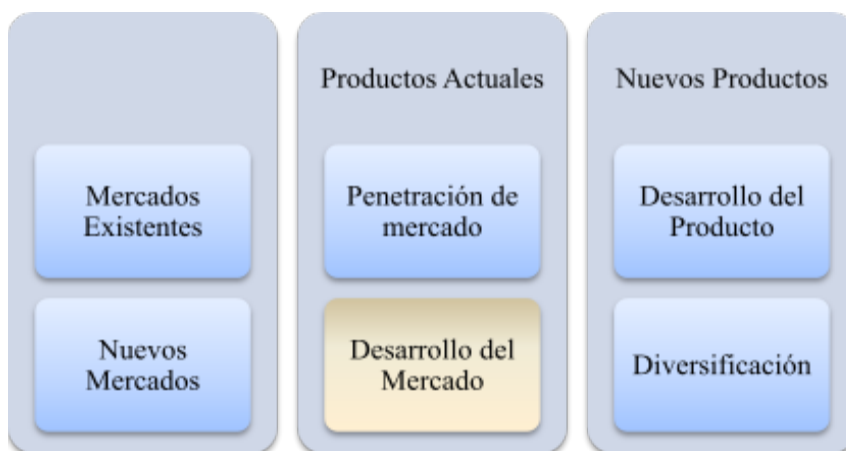 Productos Actuales
Nuevos Productos
Mercados
Existentes
Penetración de
mercado
Desarrollo del
Producto
Nuevos
Mercados
Desarrollo del
Mercado
Diversificación